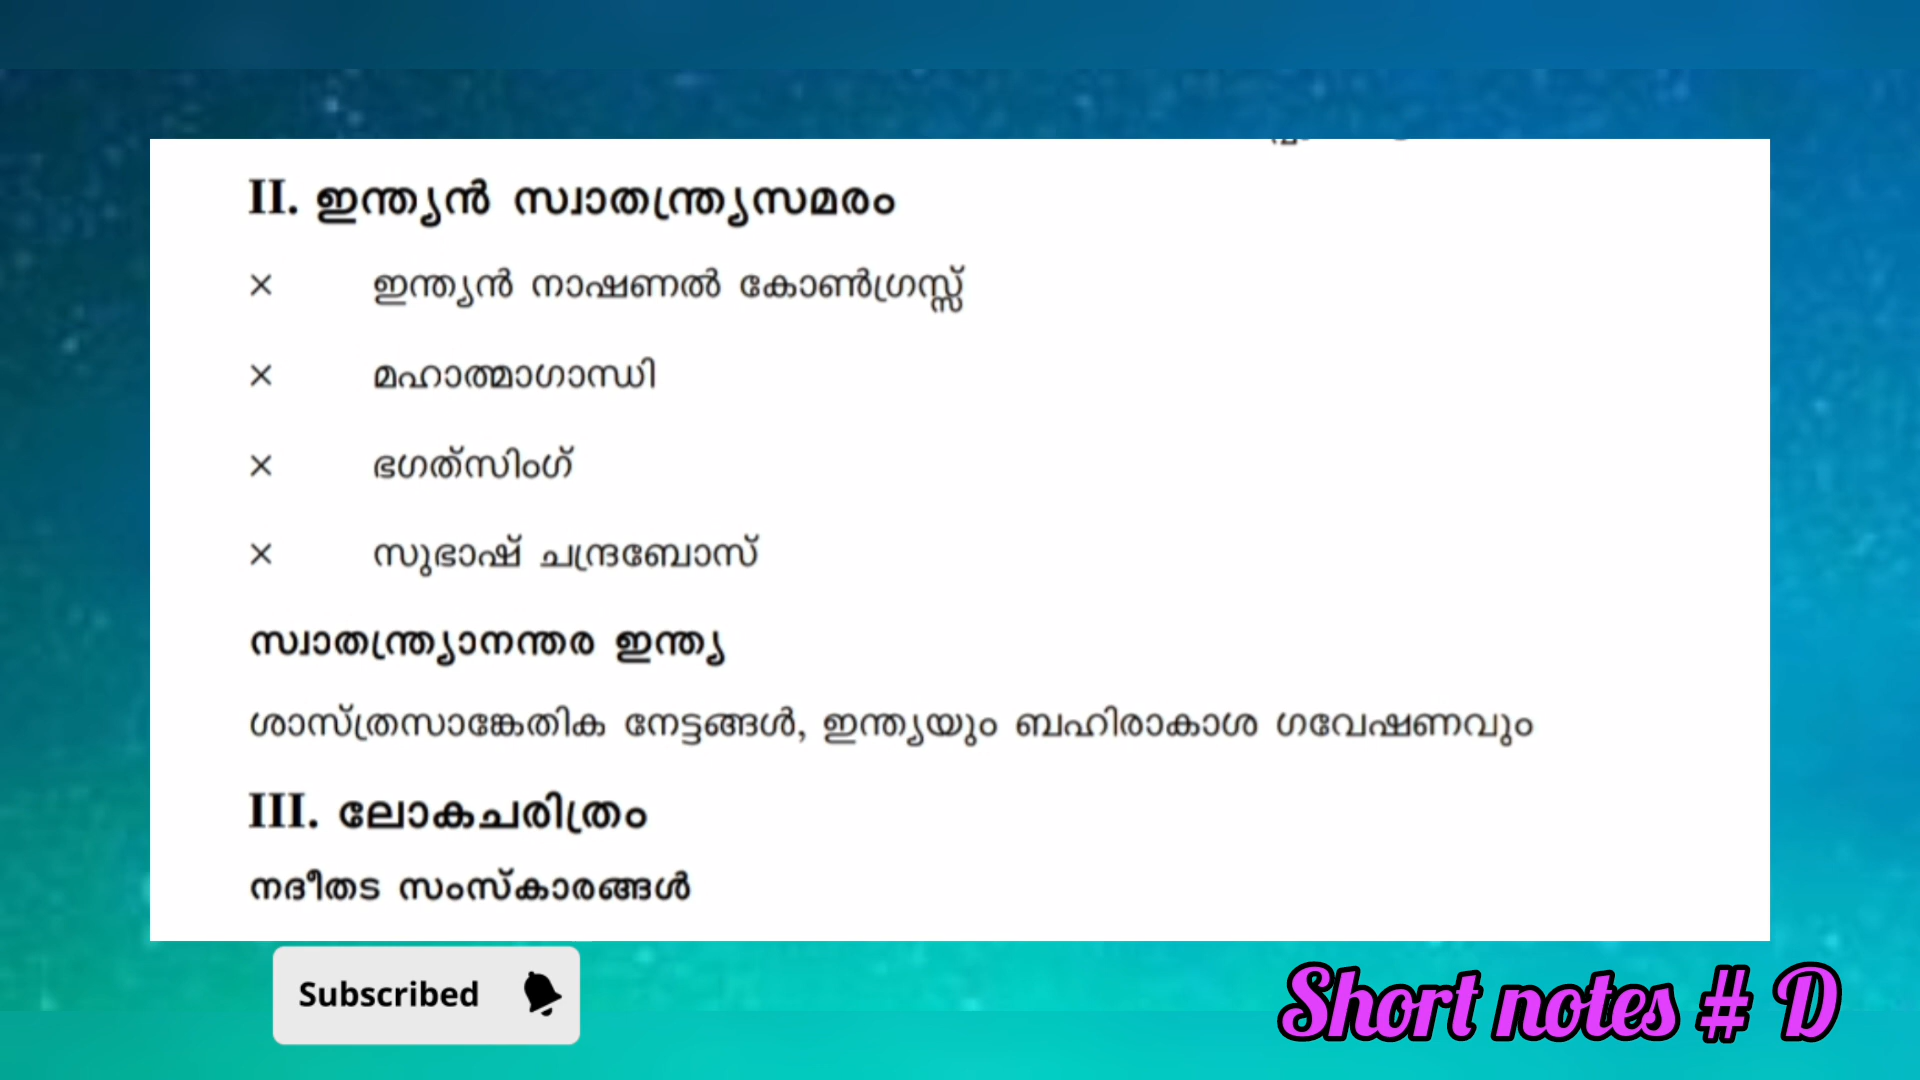 II. ഇന്ത്യൻ സ്വാതന്ത്ര്യസമരം
× ഇന്ത്യൻ നാഷണൽ കോൺഗ്രസ്സ്
× മഹാത്മാഗാന്ധി
× ഭഗത്സിംഗ്
× സുഭാഷ് ചന്ദ്രബോസ്
സ്വാതന്ത്ര്യാനന്തര ഇന്ത്യ
ശാസ്ത്രസാങ്കേതിക നേട്ടങ്ങൾ, ഇന്ത്യയും ബഹിരാകാശ ഗവേഷണവും
III. ലോകചരിത്രം
നദീതട സംസ്കാരങ്ങൾ
Subscribed
Short notes # D